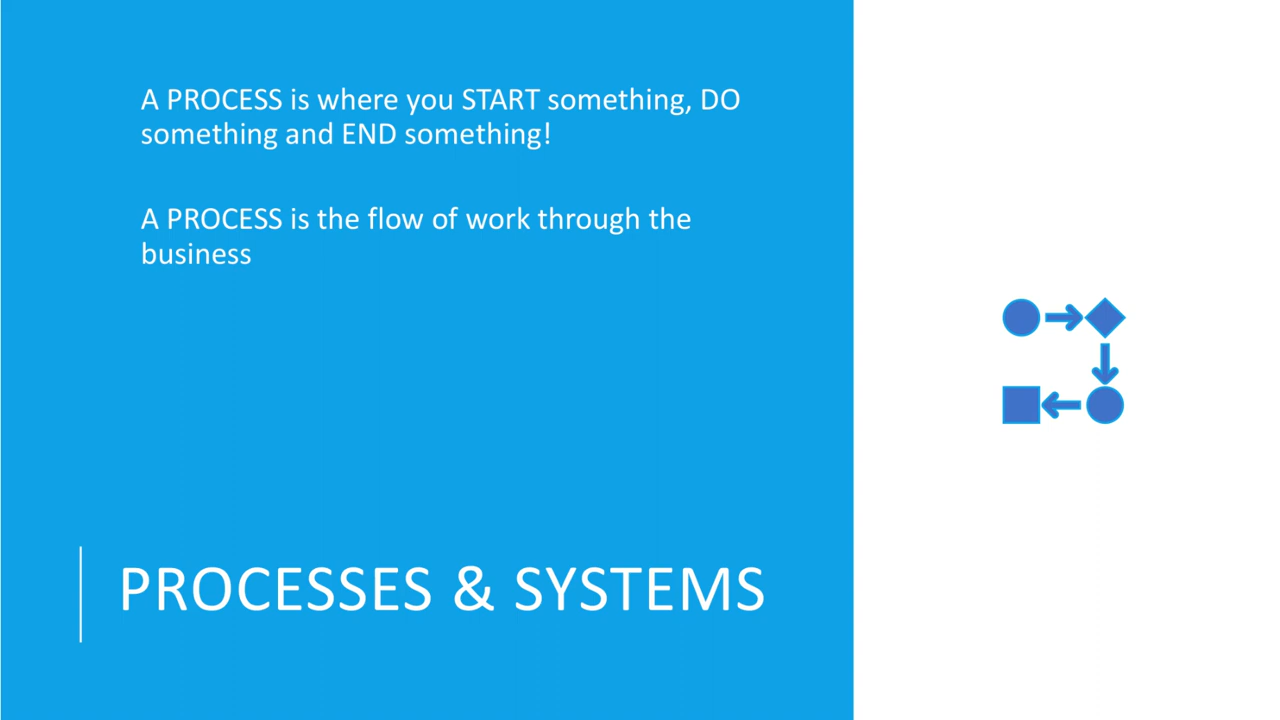 A PROCESS is where you START something, DO
something and END something!
A PROCESS is the flow of work through the
business
PROCESSES & SYSTEMS